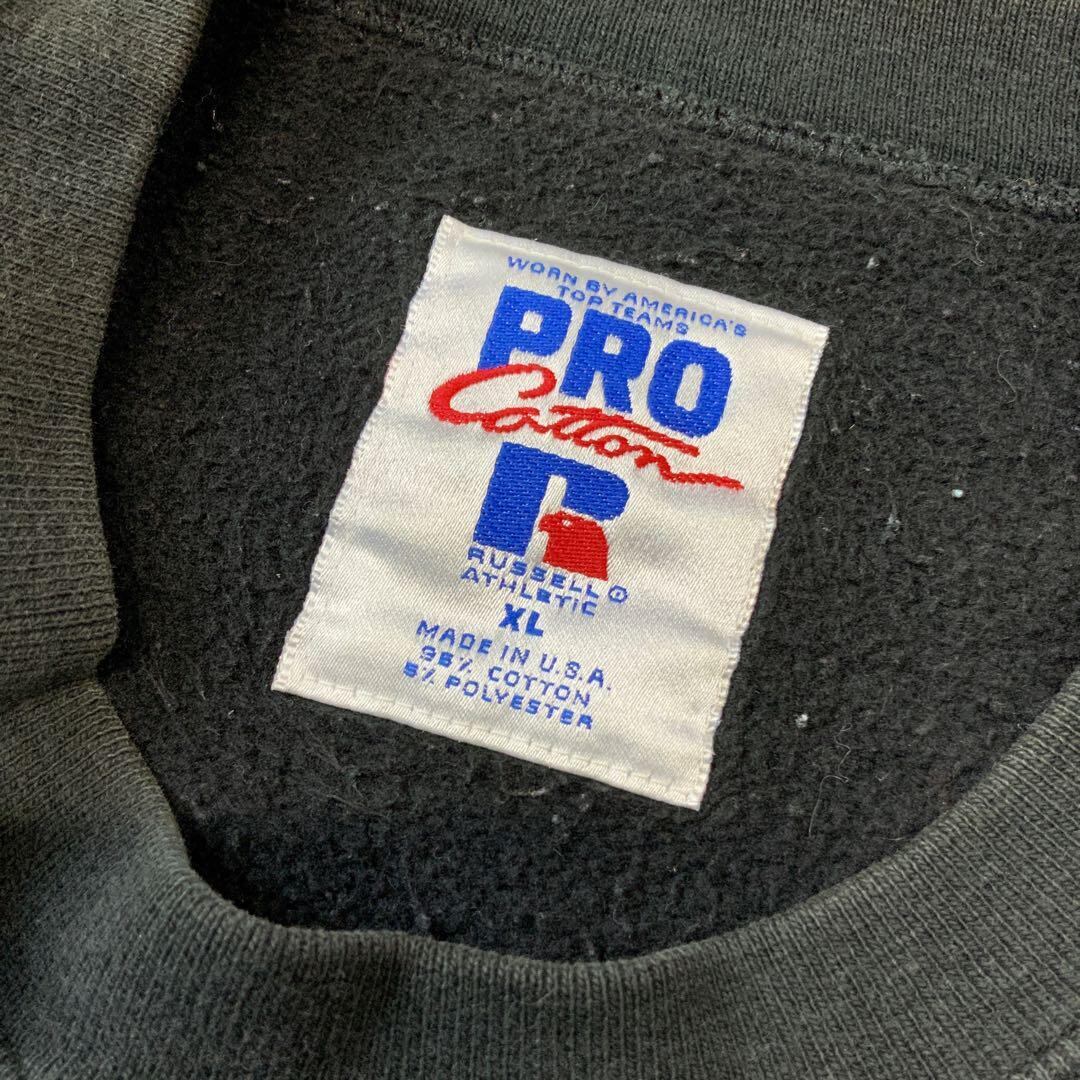 WORN BY AMERICA'S
TOP TEAMS
PRO
Cotton
R
RUSSELL ®
ATHLETIC
XL
MADE IN U.S.A.
95% COTTON
5% POLYESTER